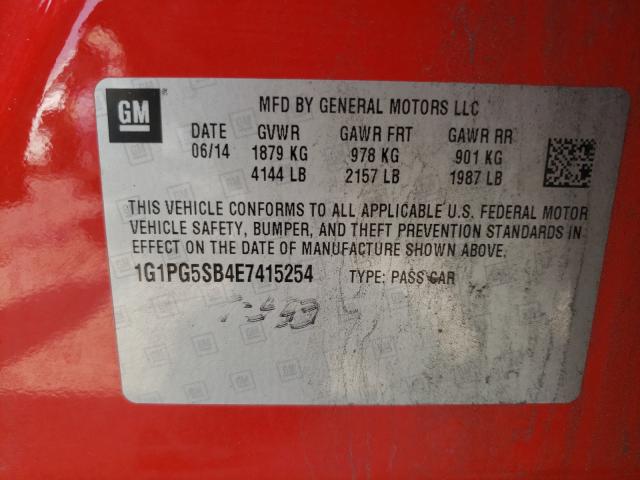 GM
MFD BY GENERAL MOTORS LLC
DATE GVWR GAWR FRT GAWR RR
06/14 1879 KG 978 KG 901 KG
4144 LB 2157 LB 1987 LB
THIS VEHICLE CONFORMS TO ALL APPLICABLE U.S. FEDERAL MOTOR
VEHICLE SAFETY, BUMPER, AND THEFT PREVENTION STANDARDS IN
EFFECT ON THE DATE OF MANUFACTURE SHOWN ABOVE.
1G1PG5SB4E7415254 TYPE: PASS CAR